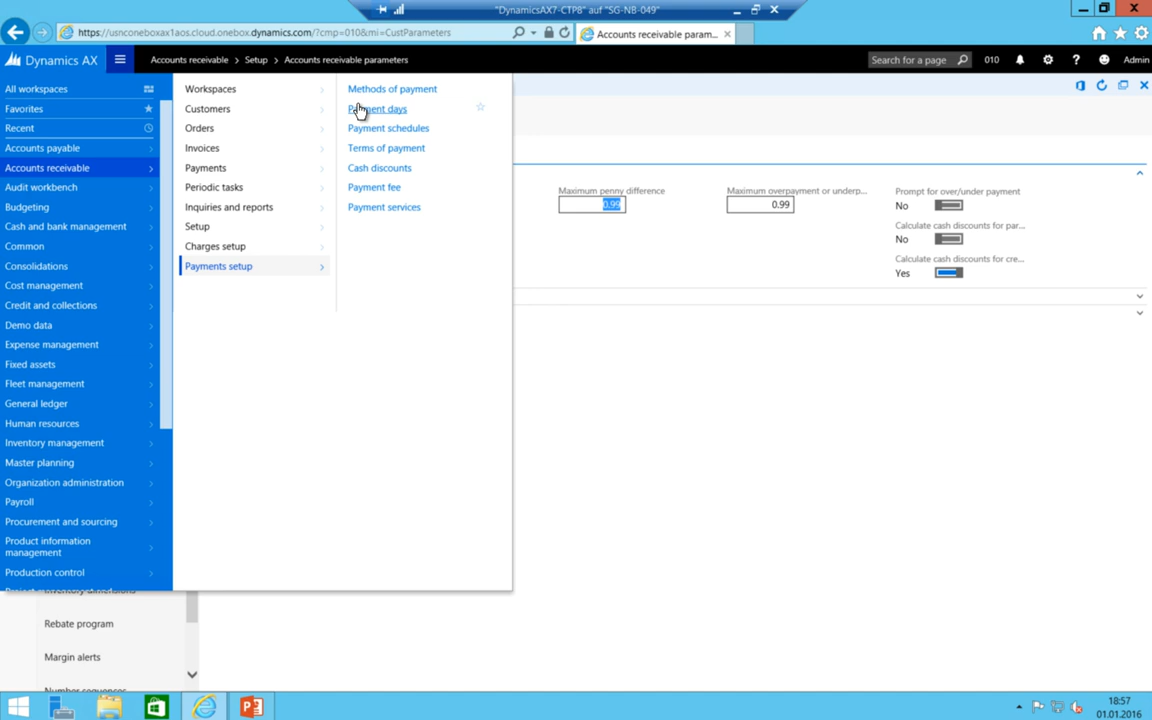 "DynamicsAX7-CTP8" auf "SG-NB-049"
https://usnconeboxax1aos.cloud.onebox.dynamics.com/?cmp=010&mi=CustParameters
Accounts receivable param...
Dynamics AX
Accounts receivable > Setup > Accounts receivable parameters
Search for a page
010
Admin
All workspaces
Favorites
Recent
Accounts payable
Accounts receivable
Audit workbench
Budgeting
Cash and bank management
Common
Consolidations
Cost management
Credit and collections
Demo data
Expense management
Fixed assets
Fleet management
General ledger
Human resources
Inventory management
Master planning
Organization administration
Payroll
Procurement and sourcing
Product information
management
Production control
Workspaces
Customers
Orders
Invoices
Payments
Periodic tasks
Inquiries and reports
Setup
Charges setup
Payments setup
Methods of payment
Payment days
Payment schedules
Terms of payment
Cash discounts
Payment fee
Payment services
Maximum penny difference
0.99
Maximum overpayment or underp...
0.99
Prompt for over/under payment
No
Calculate cash discounts for par...
No
Calculate cash discounts for cre...
Yes
Rebate program
Margin alerts
Number sequences
18:57
01.01.2016